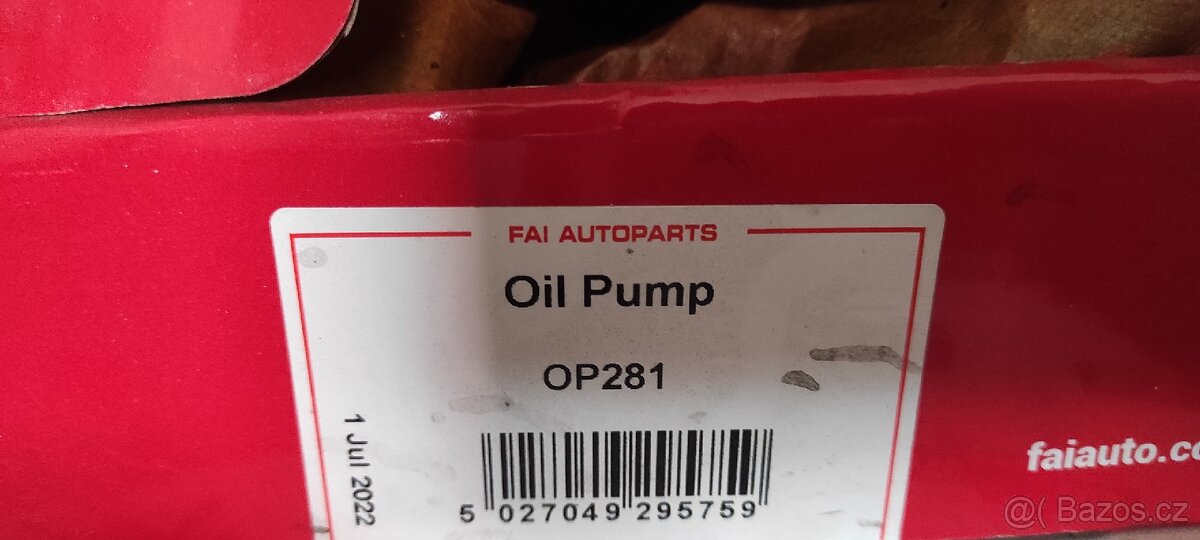 FAI AUTOPARTS
Oil Pump
OP281
1 Jul 2022
5 027049 295759
faiauto.co
@( Bazos.cz